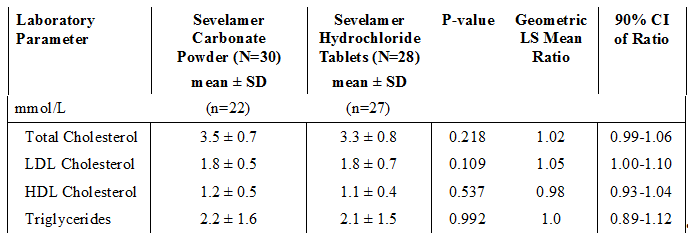 Laboratory Parameter Sevelamer Carbonate Powder (N=30) mean ± SD Sevelamer Hydrochloride Tablets (N=28) mean ± SD P-value Geometric LS Mean Ratio 90% CI of Ratio
mmol/L (n=22) (n=27)
Total Cholesterol 3.5 ± 0.7 3.3 ± 0.8 0.218 1.02 0.99-1.06
LDL Cholesterol 1.8 ± 0.5 1.8 ± 0.7 0.109 1.05 1.00-1.10
HDL Cholesterol 1.2 ± 0.5 1.1 ± 0.4 0.537 0.98 0.93-1.04
Triglycerides 2.2 ± 1.6 2.1 ± 1.5 0.992 1.0 0.89-1.12